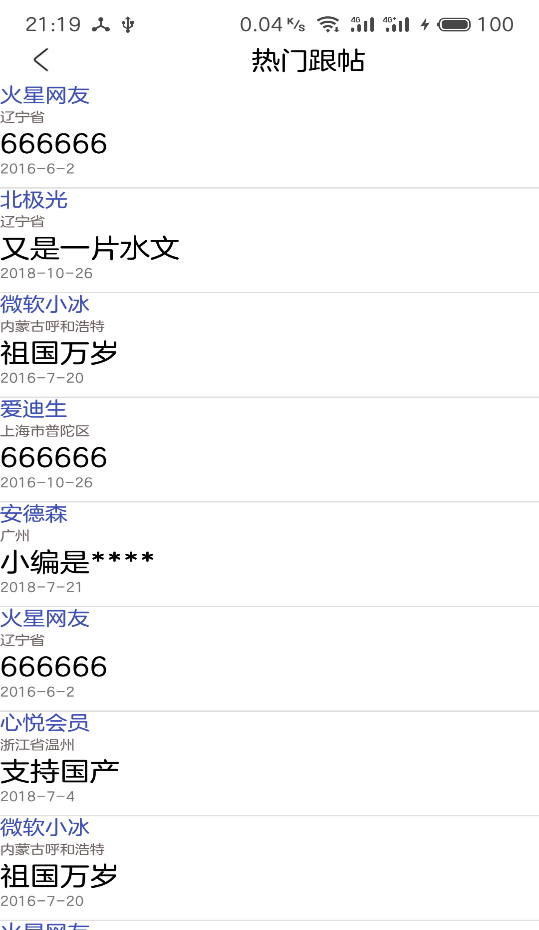 21:19 0.04 K/s 4G 4G+ 100
热门跟帖
火星网友
辽宁省
666666
2016-6-2
北极光
辽宁省
又是一片水文
2018-10-26
微软小冰
内蒙古呼和浩特
祖国万岁
2016-7-20
爱迪生
上海市普陀区
666666
2016-10-26
安德森
广州
小编是****
2018-7-21
火星网友
辽宁省
666666
2016-6-2
心悦会员
浙江省温州
支持国产
2018-7-4
微软小冰
内蒙古呼和浩特
祖国万岁
2016-7-20
火星网友